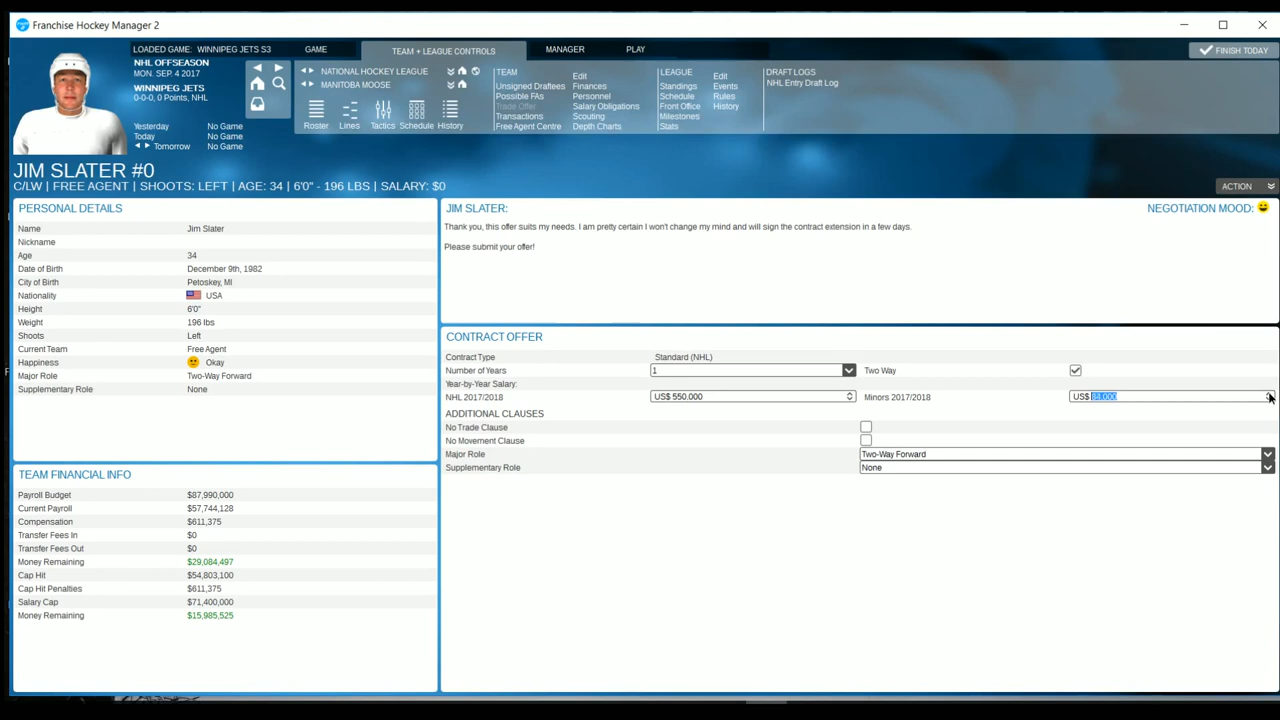 Franchise Hockey Manager 2
LOADED GAME: WINNIPEG JETS S3
GAME
TEAM + LEAGUE CONTROLS
MANAGER
PLAY
FINISH TODAY
NHL OFFSEASON
MON. SEP. 4 2017
WINNIPEG JETS
0-0-0, 0 Points, NHL
Yesterday No Game
Today No Game
Tomorrow No Game
NATIONAL HOCKEY LEAGUE
MANITOBA MOOSE
Roster Lines Tactics Schedule History
TEAM
Unsigned Draftees
Possible FAs
Trade Offer
Transactions
Free Agent Centre
Edit
Finances
Personnel
Salary Obligations
Scouting
Depth Charts
LEAGUE
Standings
Schedule
Front Office
Milestones
Stats
Edit
Events
Rules
History
DRAFT LOGS
NHL Entry Draft Log
JIM SLATER #0
C/LW | FREE AGENT | SHOOTS: LEFT | AGE: 34 | 6'0" - 196 LBS | SALARY: $0
ACTION
PERSONAL DETAILS
Name Jim Slater
Nickname
Age 34
Date of Birth December 9th, 1982
City of Birth Petoskey, MI
Nationality USA
Height 6'0"
Weight 196 lbs
Shoots Left
Current Team Free Agent
Happiness Okay
Major Role Two-Way Forward
Supplementary Role None
TEAM FINANCIAL INFO
Payroll Budget $87,990,000
Current Payroll $57,744,128
Compensation $611,375
Transfer Fees In $0
Transfer Fees Out $0
Money Remaining $29,084,497
Cap Hit $54,803,100
Cap Hit Penalties $611,375
Salary Cap $71,400,000
Money Remaining $15,985,525
JIM SLATER:
NEGOTIATION MOOD:
Thank you, this offer suits my needs. I am pretty certain I won't change my mind and will sign the contract extension in a few days.
Please submit your offer!
CONTRACT OFFER
Contract Type Standard (NHL)
Number of Years 1 Two Way
Year-by-Year Salary:
NHL 2017/2018 US$ 550.000 Minors 2017/2018 US$
ADDITIONAL CLAUSES
No Trade Clause
No Movement Clause
Major Role Two-Way Forward
Supplementary Role None